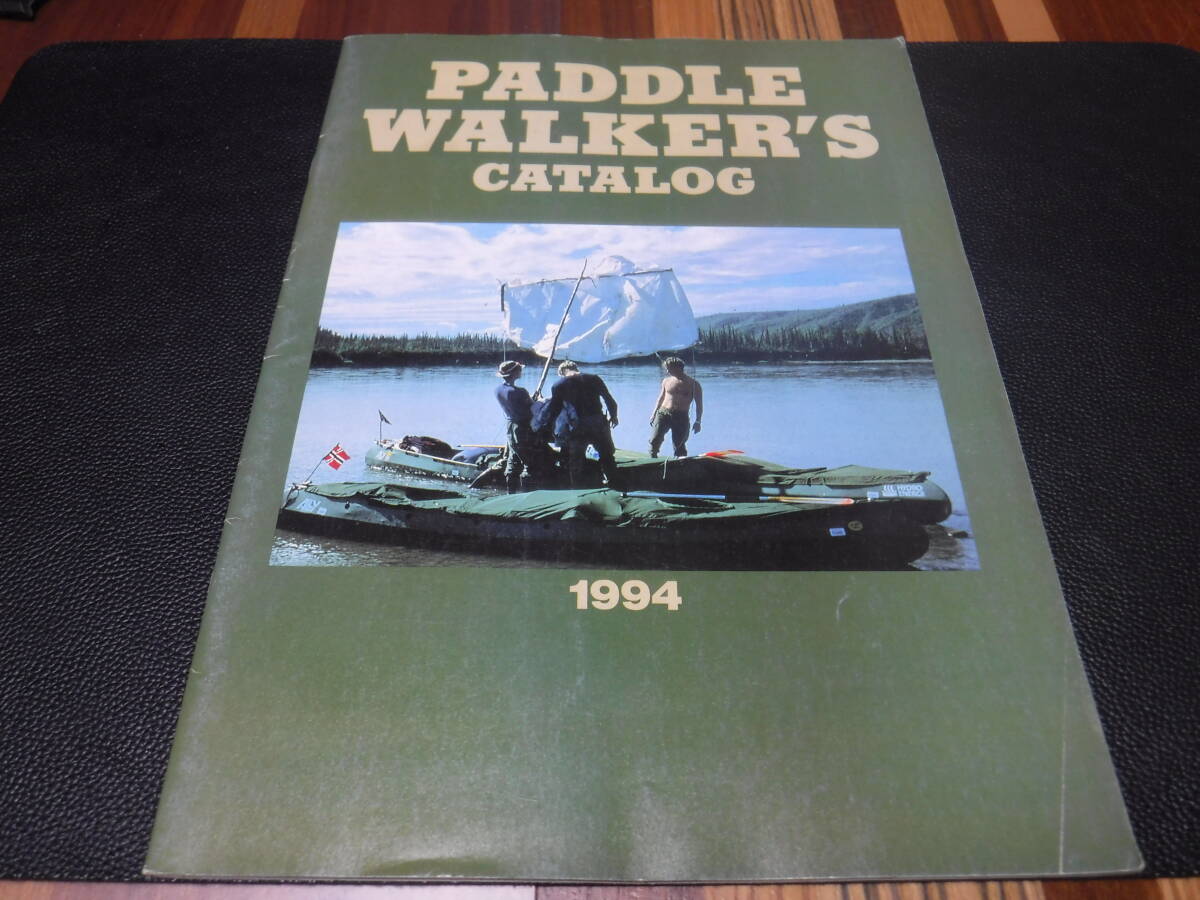 PADDLE
WALKER'S
CATALOG
1994